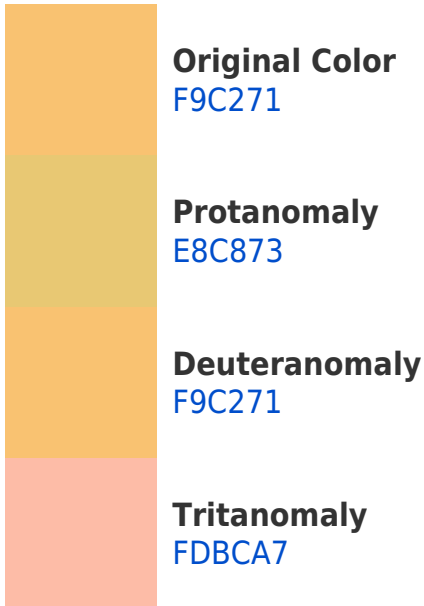 Original Color
F9C271
Protanomaly
E8C873
Deuteranomaly
F9C271
Tritanomaly
FDBCA7